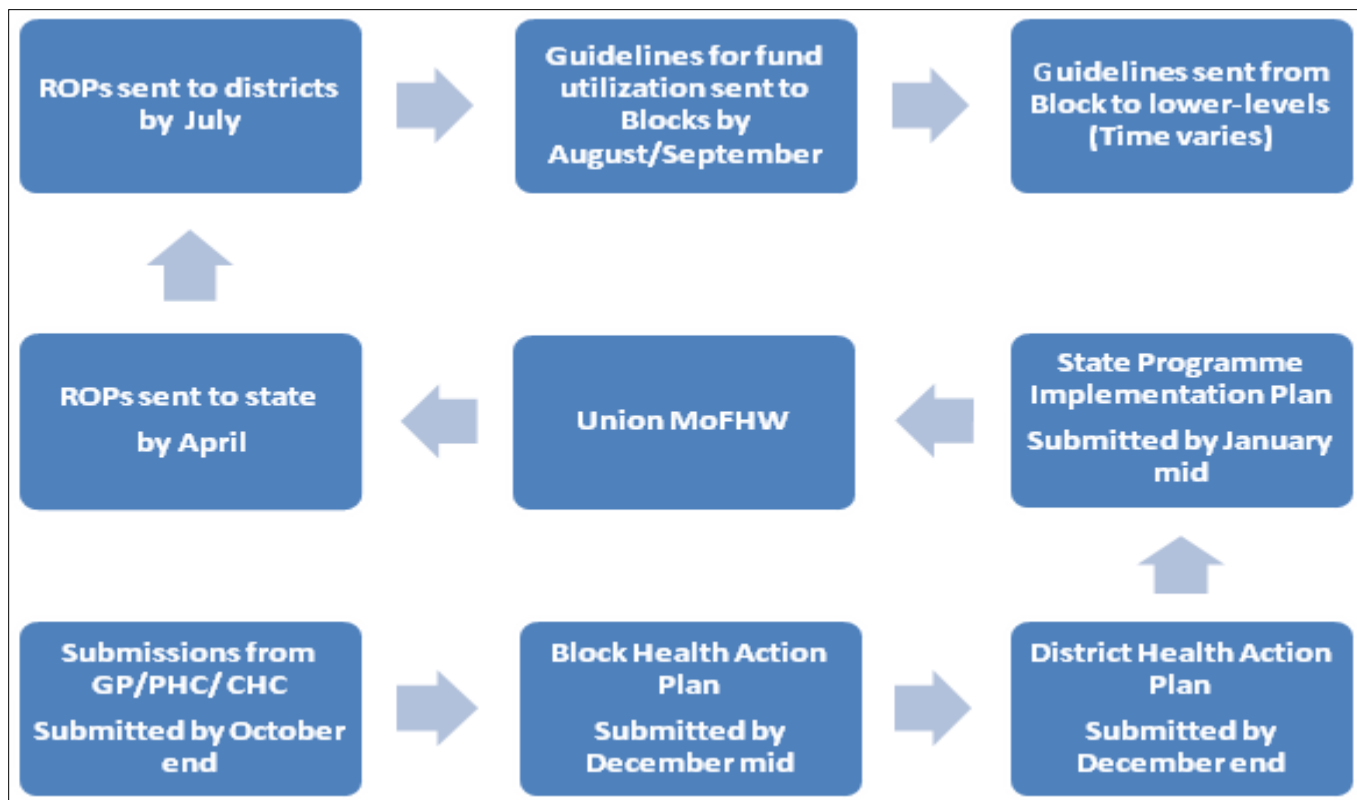 ROPs sent to districts
by July
Guidelines for fund
utilization sent to
Blocks by
August/September
Guidelines sent from
Block to lower-levels
(Time varies)
ROPs sent to state
by April
Union MoFHW
State Programme
Implementation Plan
Submitted by January
mid
Submissions from
GP/PHC/ CHC
Submitted by October
end
Block Health Action
Plan
Submitted by
December mid
District Health Action
Plan
Submitted by
December end